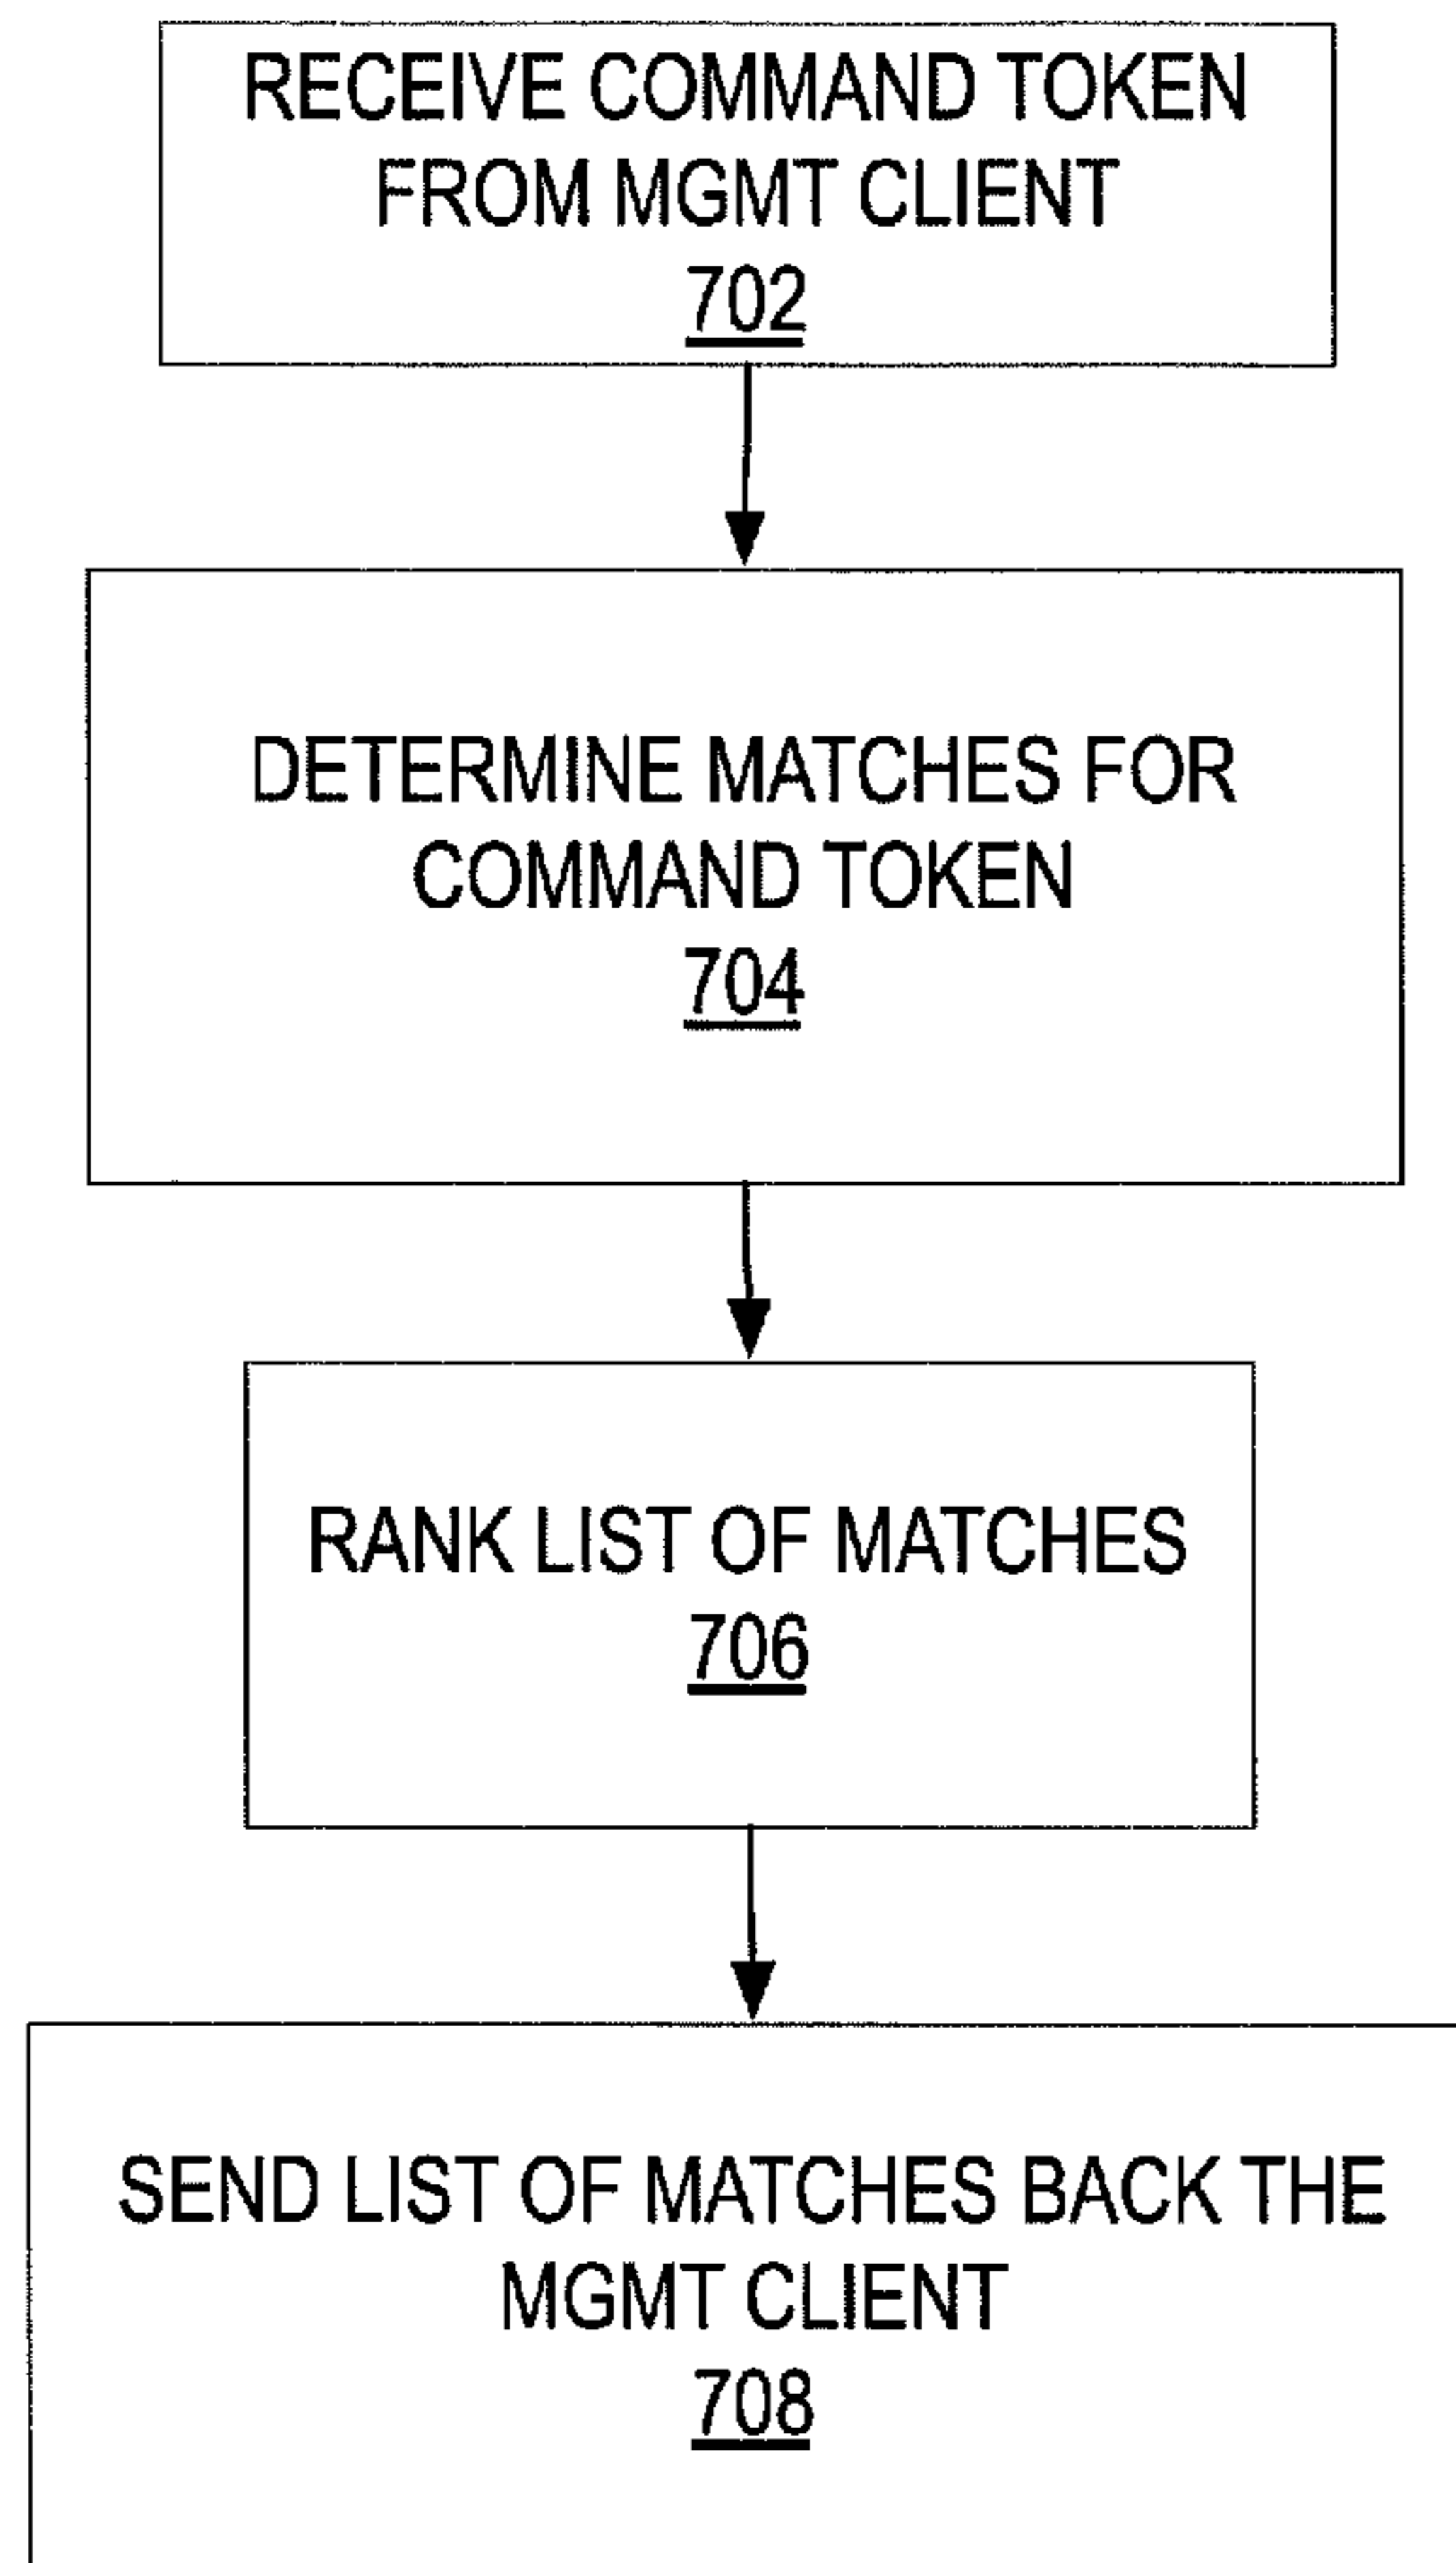 RECEIVE COMMAND TOKEN
FROM MGMT CLIENT
702
DETERMINE MATCHES FOR
COMMAND TOKEN
704
RANK LIST OF MATCHES
706
SEND LIST OF MATCHES BACK THE
MGMT CLIENT
708